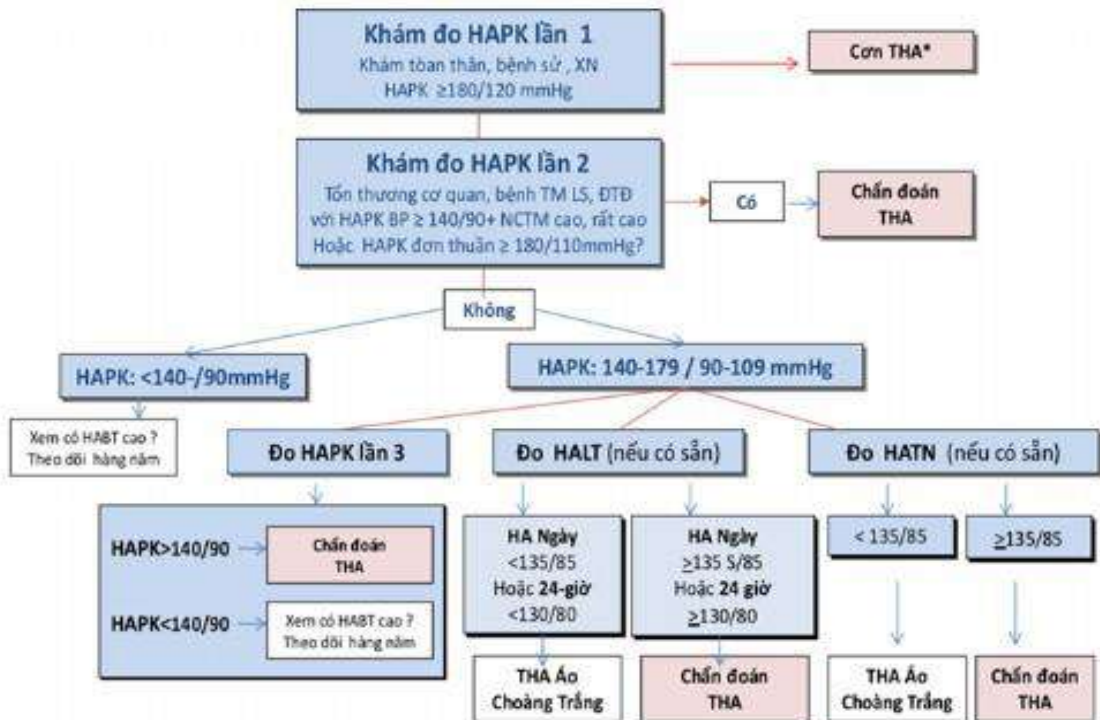 Khám đo HAPK lần 1
Khám tòan thân, bệnh sử , XN
HAPK ≥180/120 mmHg
Cơn THA*
Khám đo HAPK lần 2
Tổn thương cơ quan, bệnh TM LS, ĐTĐ
với HAPK BP ≥ 140/90+ NCTM cao, rất cao
Hoặc HAPK đơn thuần ≥ 180/110mmHg?
Có
Chẩn đoán
THA
Không
HAPK: <140-/90mmHg
HAPK: 140-179 / 90-109 mmHg
Xem có HABT cao ?
Theo dõi hàng năm
Đo HAPK lần 3
Đo HALT (nếu có sẵn)
Đo HATN (nếu có sẵn)
HAPK>140/90
Chẩn đoán
THA
HAPK<140/90
Xem có HABT cao ?
Theo dõi hàng năm
HA Ngày
<135/85
Hoặc 24-giờ
<130/80
HA Ngày
≥135 S/85
Hoặc 24 giờ
≥130/80
< 135/85
≥135/85
THA Áo
Choàng Trắng
Chẩn đoán
THA
THA Áo
Choàng Trắng
Chẩn đoán
THA